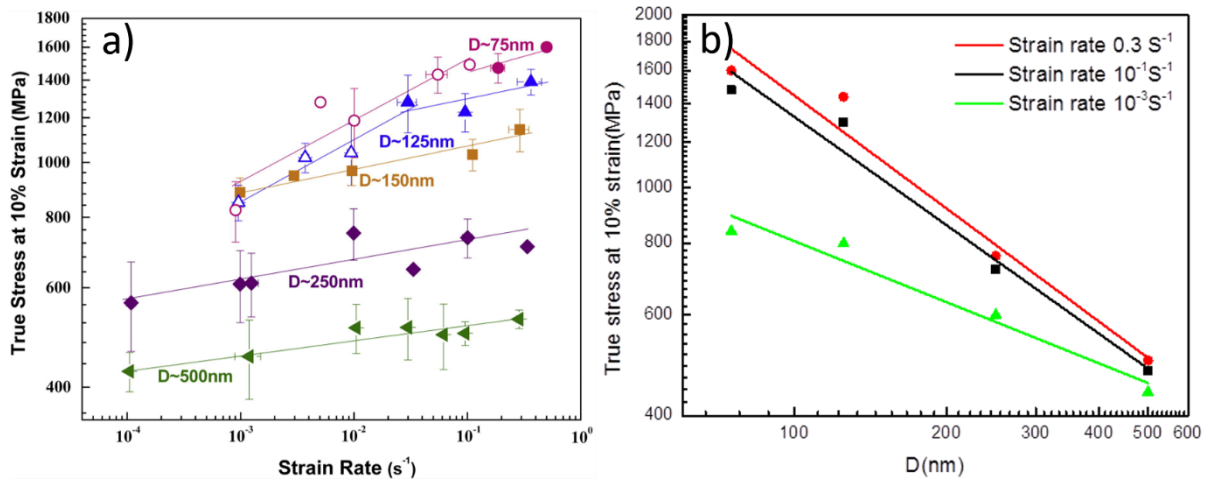 a)
True Stress at 10% Strain (MPa)
1800
1600
1400
1200
1000
800
600
400
D~75nm
D~125nm
D~150nm
D~250nm
D~500nm
10⁻⁴
10⁻³
10⁻²
10⁻¹
10⁰
Strain Rate (s⁻¹)
b)
True stress at 10% strain(MPa)
2000
1800
1600
1400
1200
1000
800
600
400
Strain rate 0.3 S⁻¹
Strain rate 10⁻¹S⁻¹
Strain rate 10⁻³S⁻¹
100
200
300
400
500
600
D(nm)